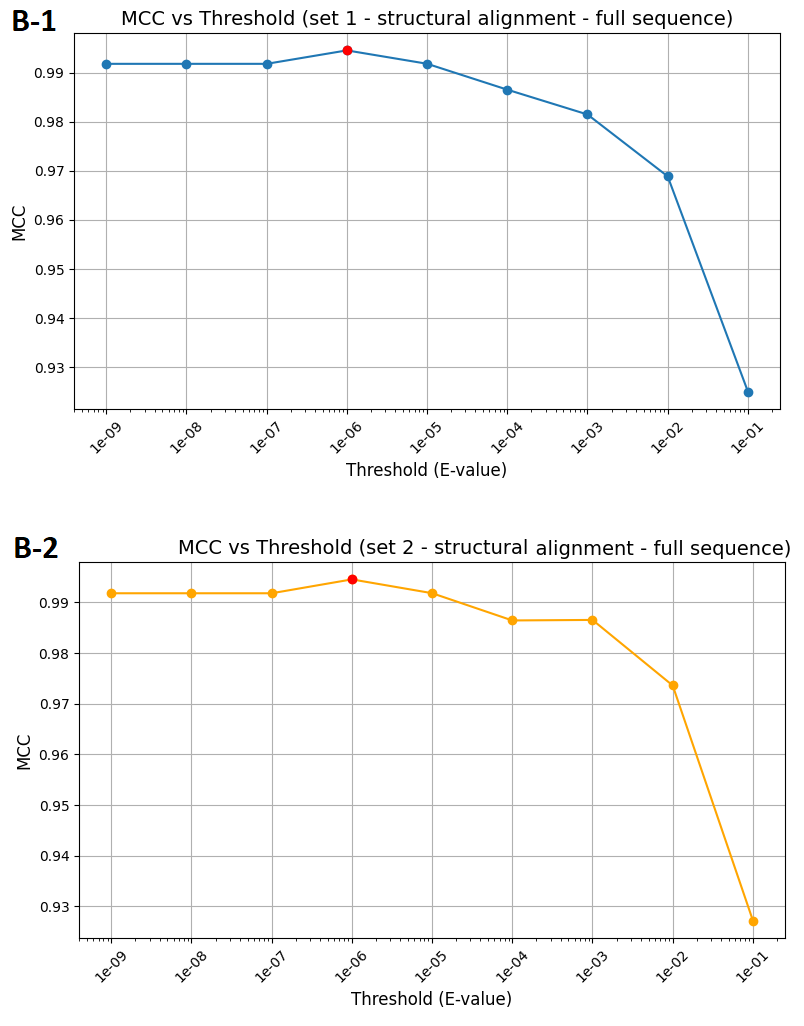 B-1
MCC vs Threshold (set 1 - structural alignment - full sequence)
MCC
0.99
0.98
0.97
0.96
0.95
0.94
0.93
1e-09 1e-08 1e-07 1e-06 1e-05 1e-04 1e-03 1e-02 1e-01
Threshold (E-value)
B-2
MCC vs Threshold (set 2 - structural alignment - full sequence)
MCC
0.99
0.98
0.97
0.96
0.95
0.94
0.93
1e-09 1e-08 1e-07 1e-06 1e-05 1e-04 1e-03 1e-02 1e-01
Threshold (E-value)